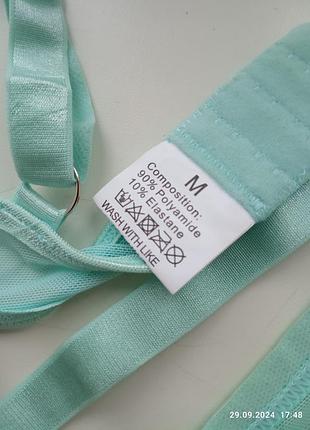 M
Composition:
90% Polyamide
10% Elastane
WASH WITH LIKE
29.09.2024 17:48